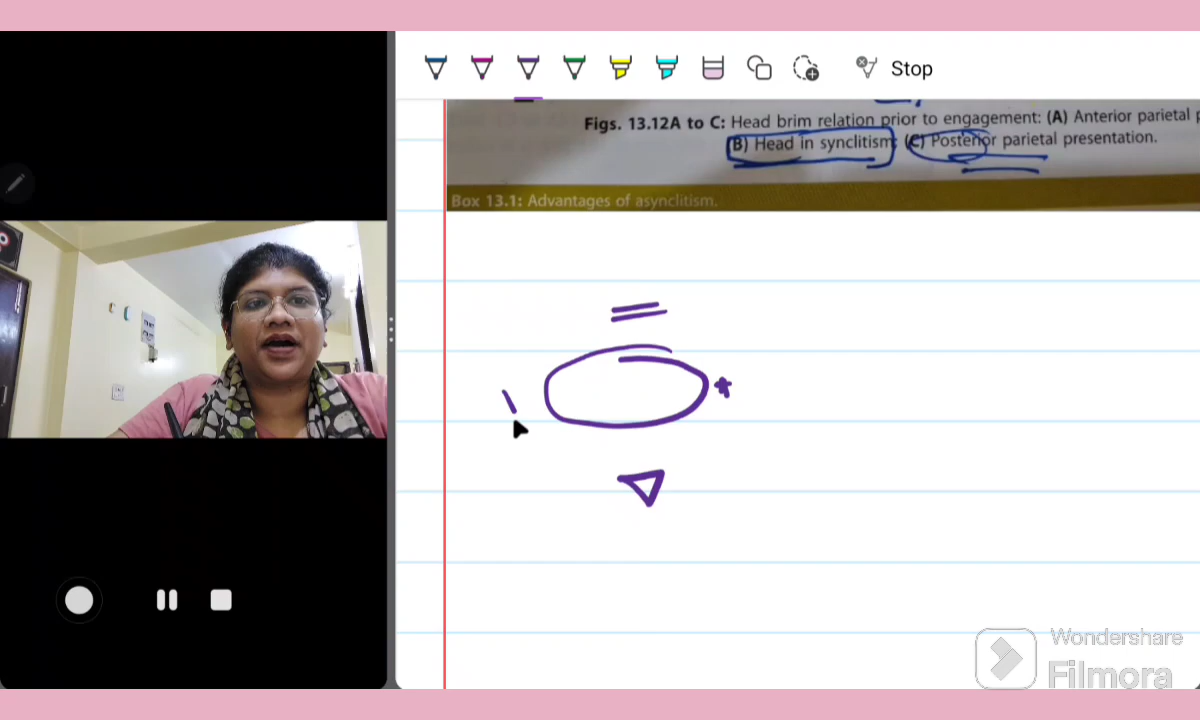 Stop
Figs. 13.12A to C: Head brim relation prior to engagement: (A) Anterior parietal
(B) Head in synclitism; (C) Posterior parietal presentation.
Box 13.1: Advantages of asynclitism.
Wondershare
Filmora